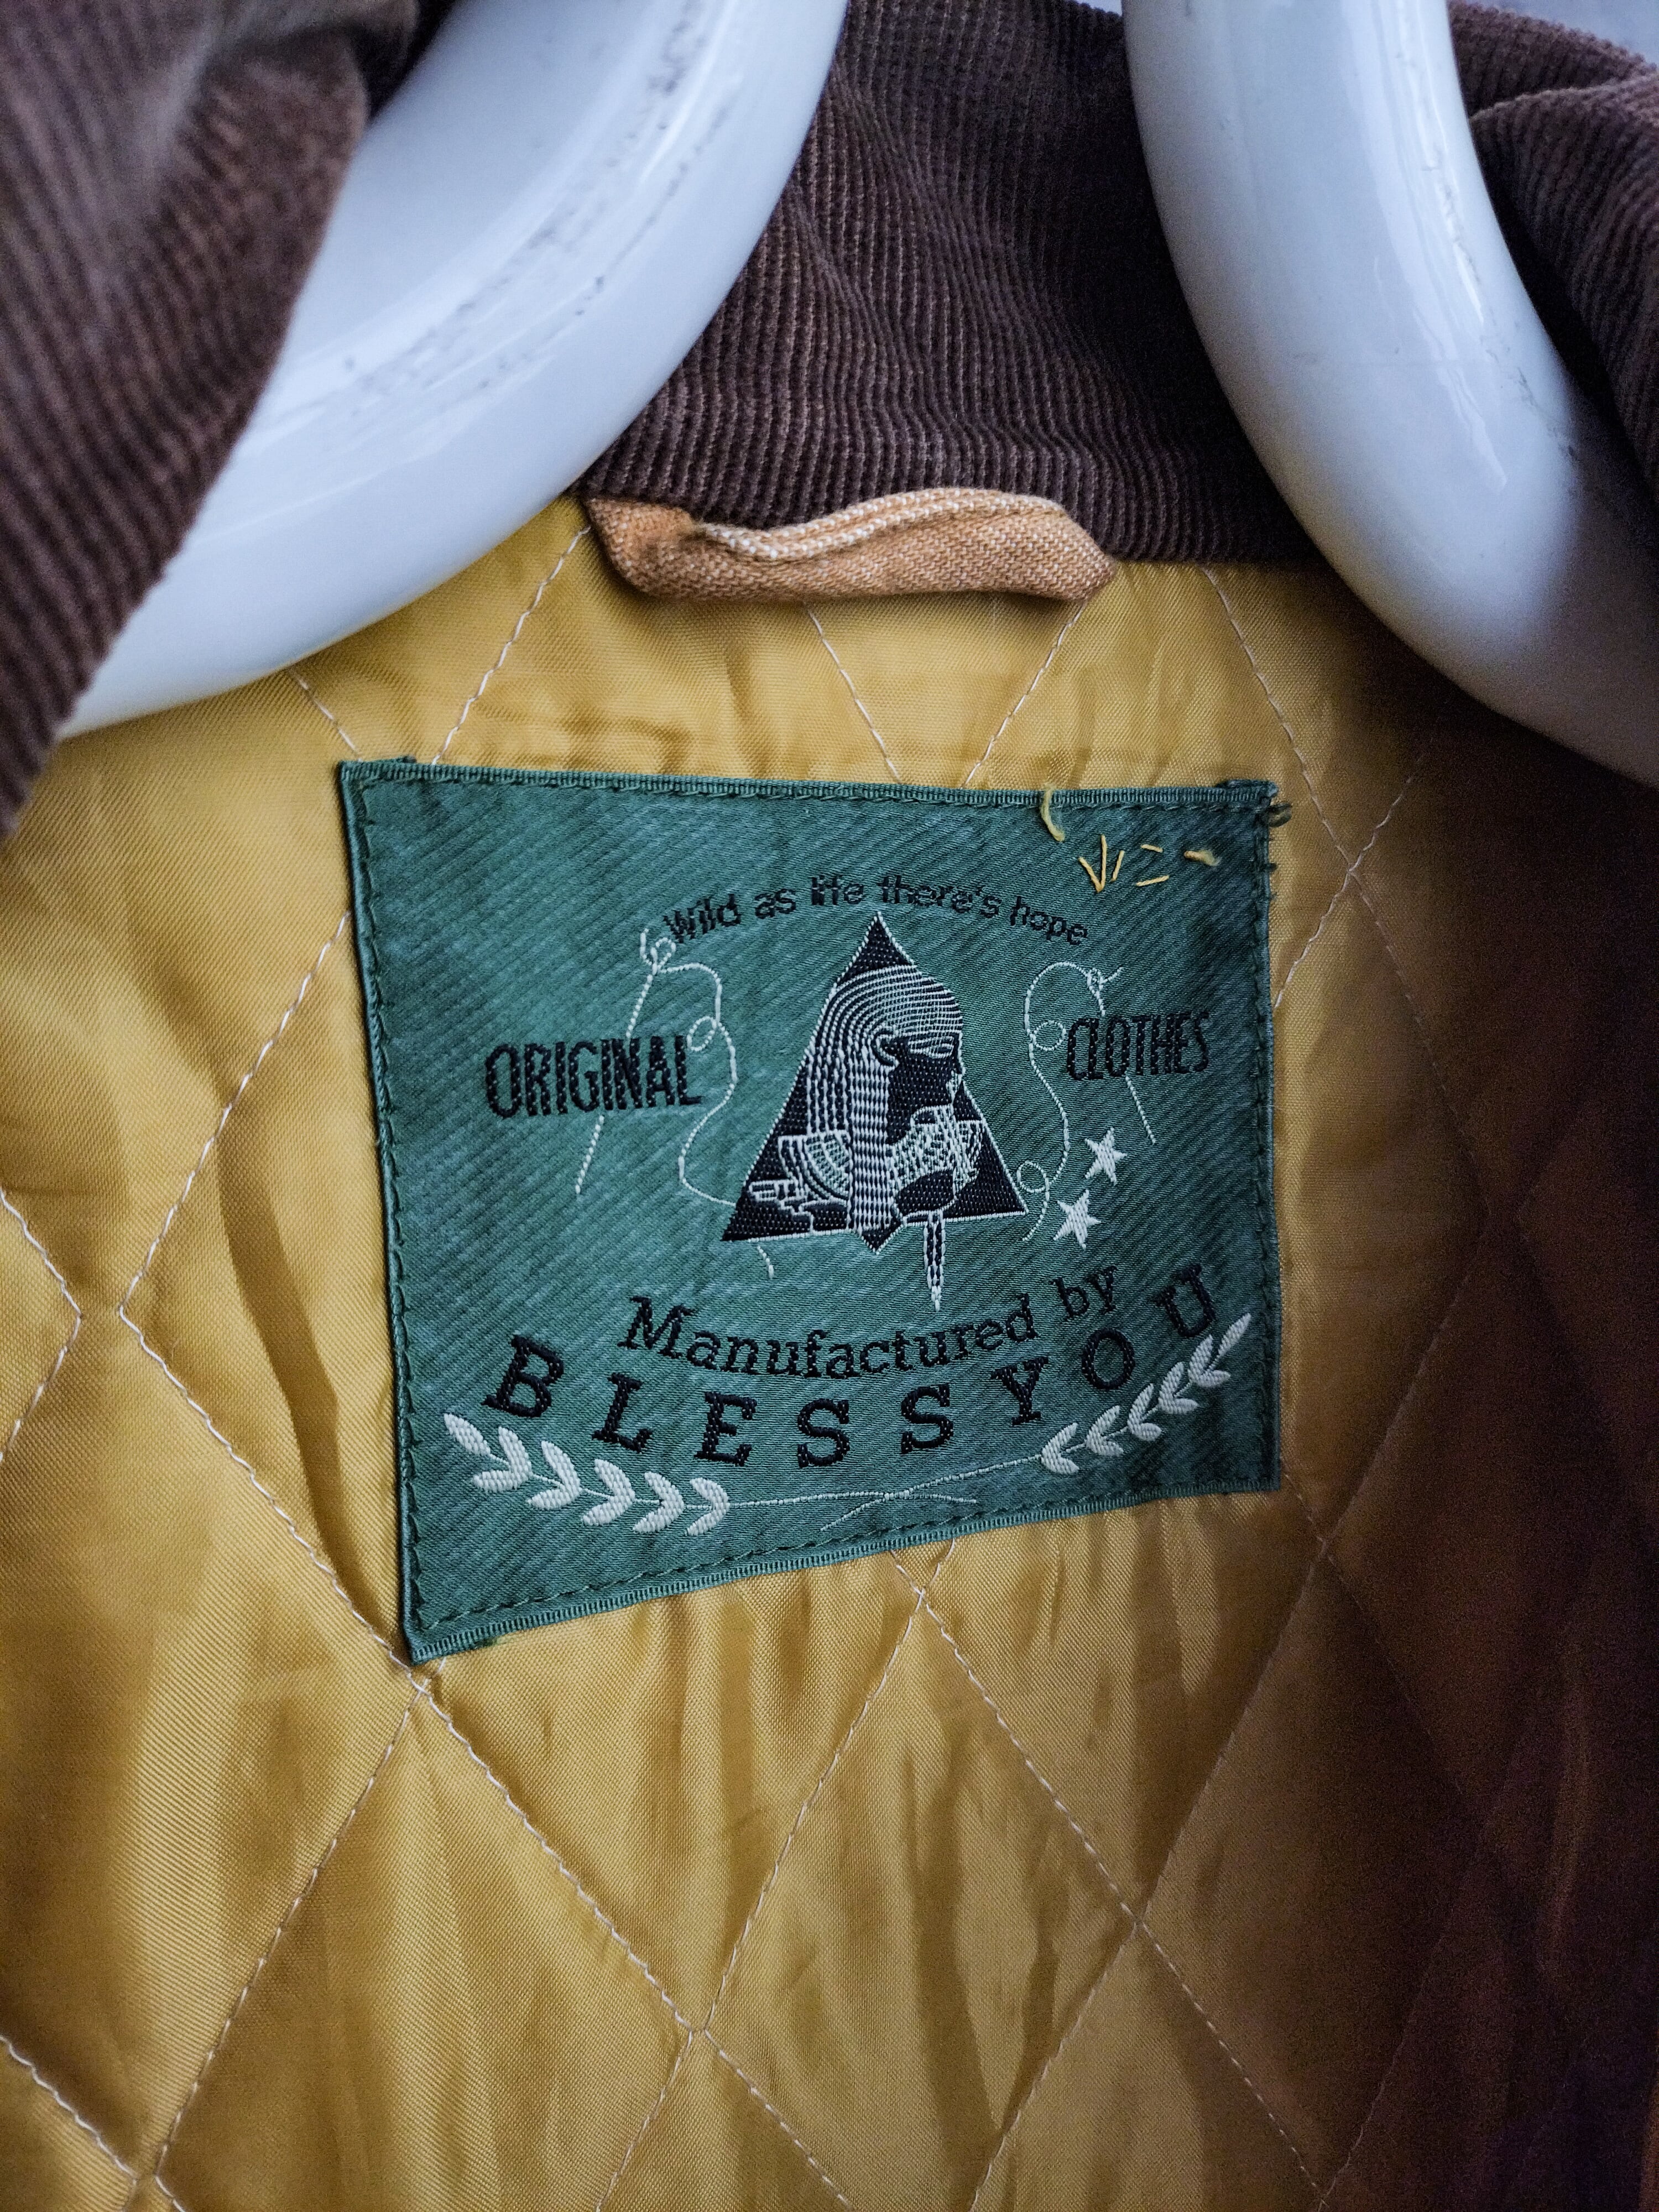 Wild as life there's hope
ORIGINAL CLOTHES
Manufactured by
BLESSYOU